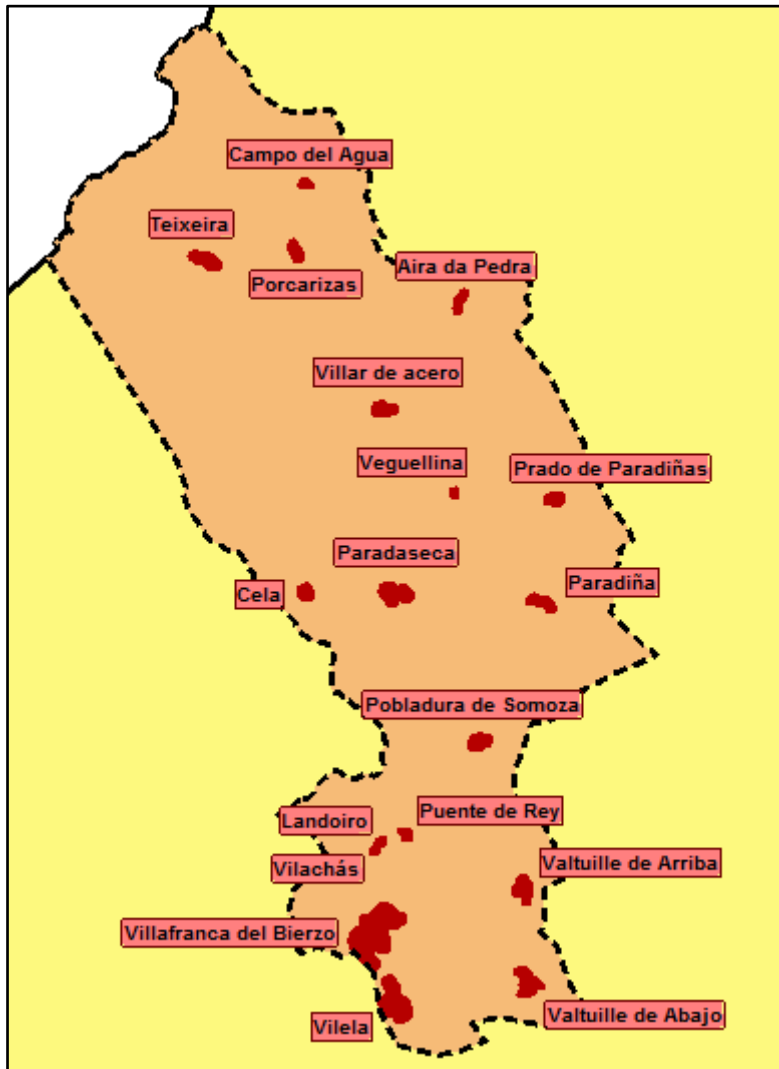 Campo del Agua
Teixeira
Porcarizas
Aira da Pedra
Villar de acero
Veguellina
Prado de Paradiñas
Paradaseca
Cela
Paradiña
Pobladura de Somoza
Puente de Rey
Landoiro
Vilachás
Valtuille de Arriba
Villafranca del Bierzo
Valtuille de Abajo
Vilela